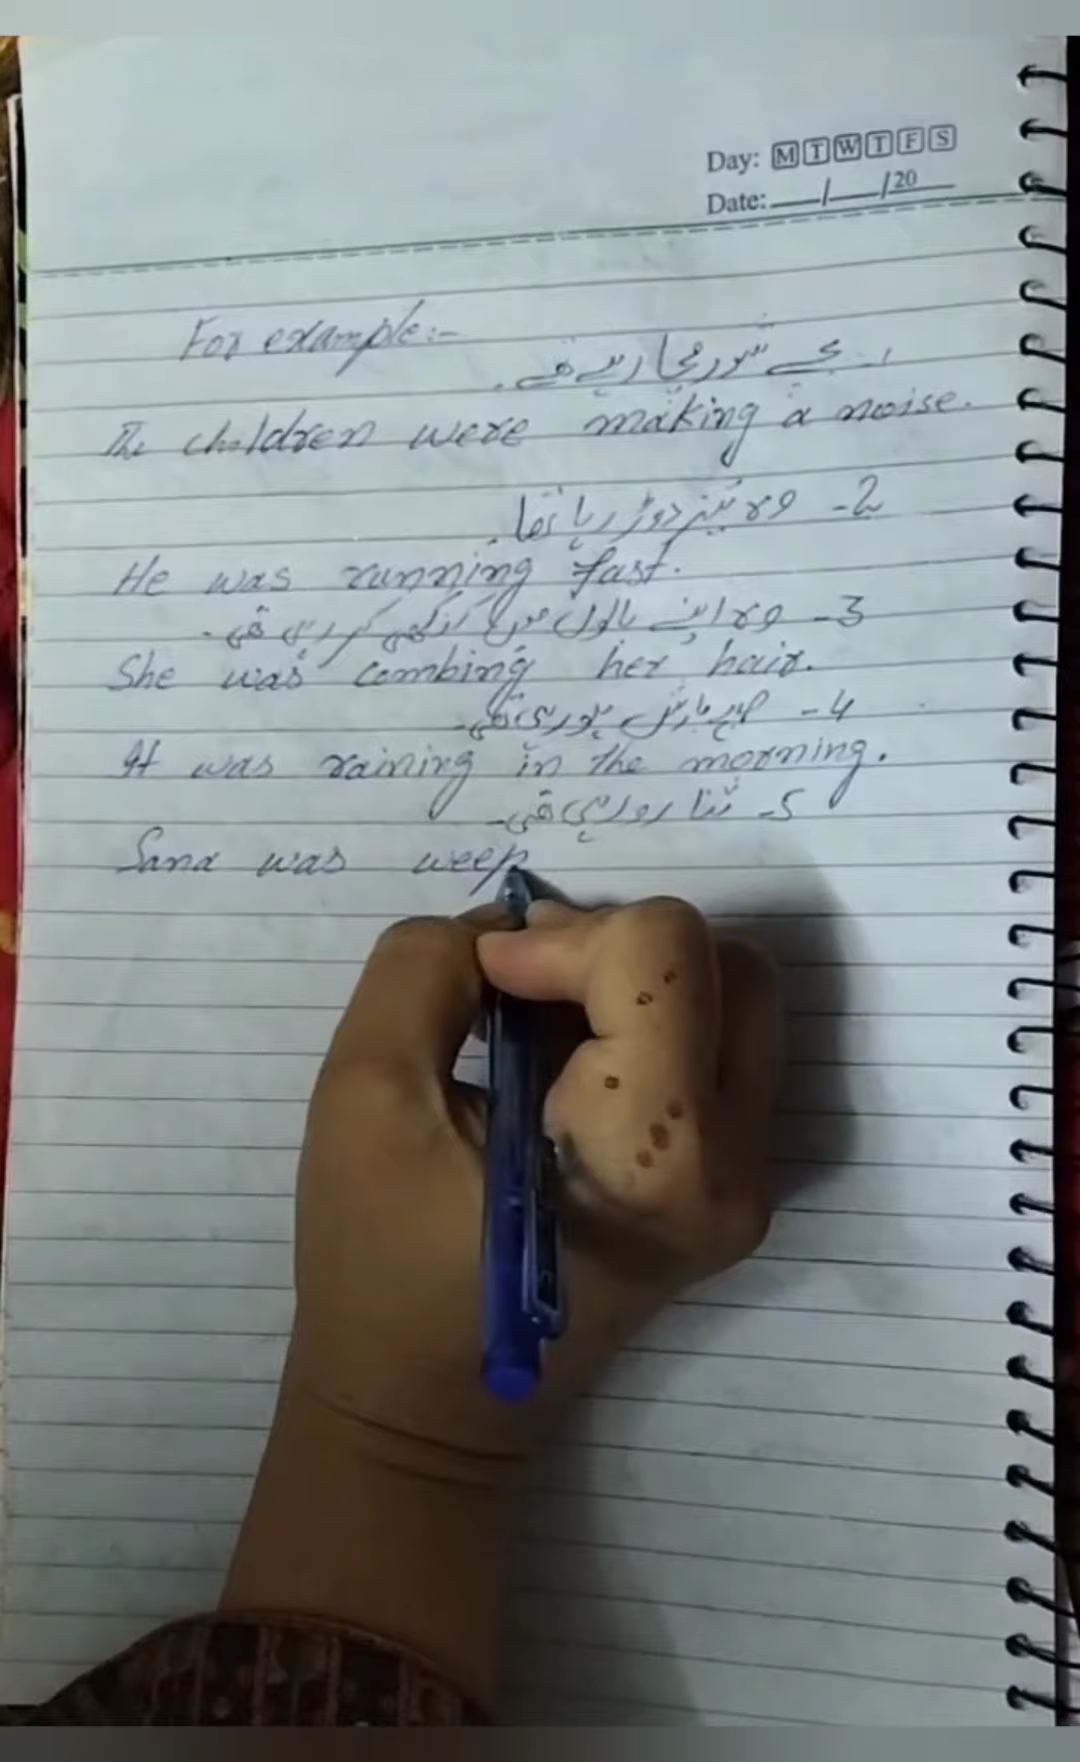 Day: M T W T F S
Date: ___/___/20___
For example:-
1. بچے شور مچا رہے تھے۔
The children were making a noise.
2- وہ تیز دوڑ رہا تھا۔
He was running fast.
3- وہ اپنے بالوں میں کنگھی کر رہی تھی۔
She was combing her hair.
4- صبح بارش ہو رہی تھی۔
It was raining in the morning.
5- ثنا رو رہی تھی۔
Sana was weep